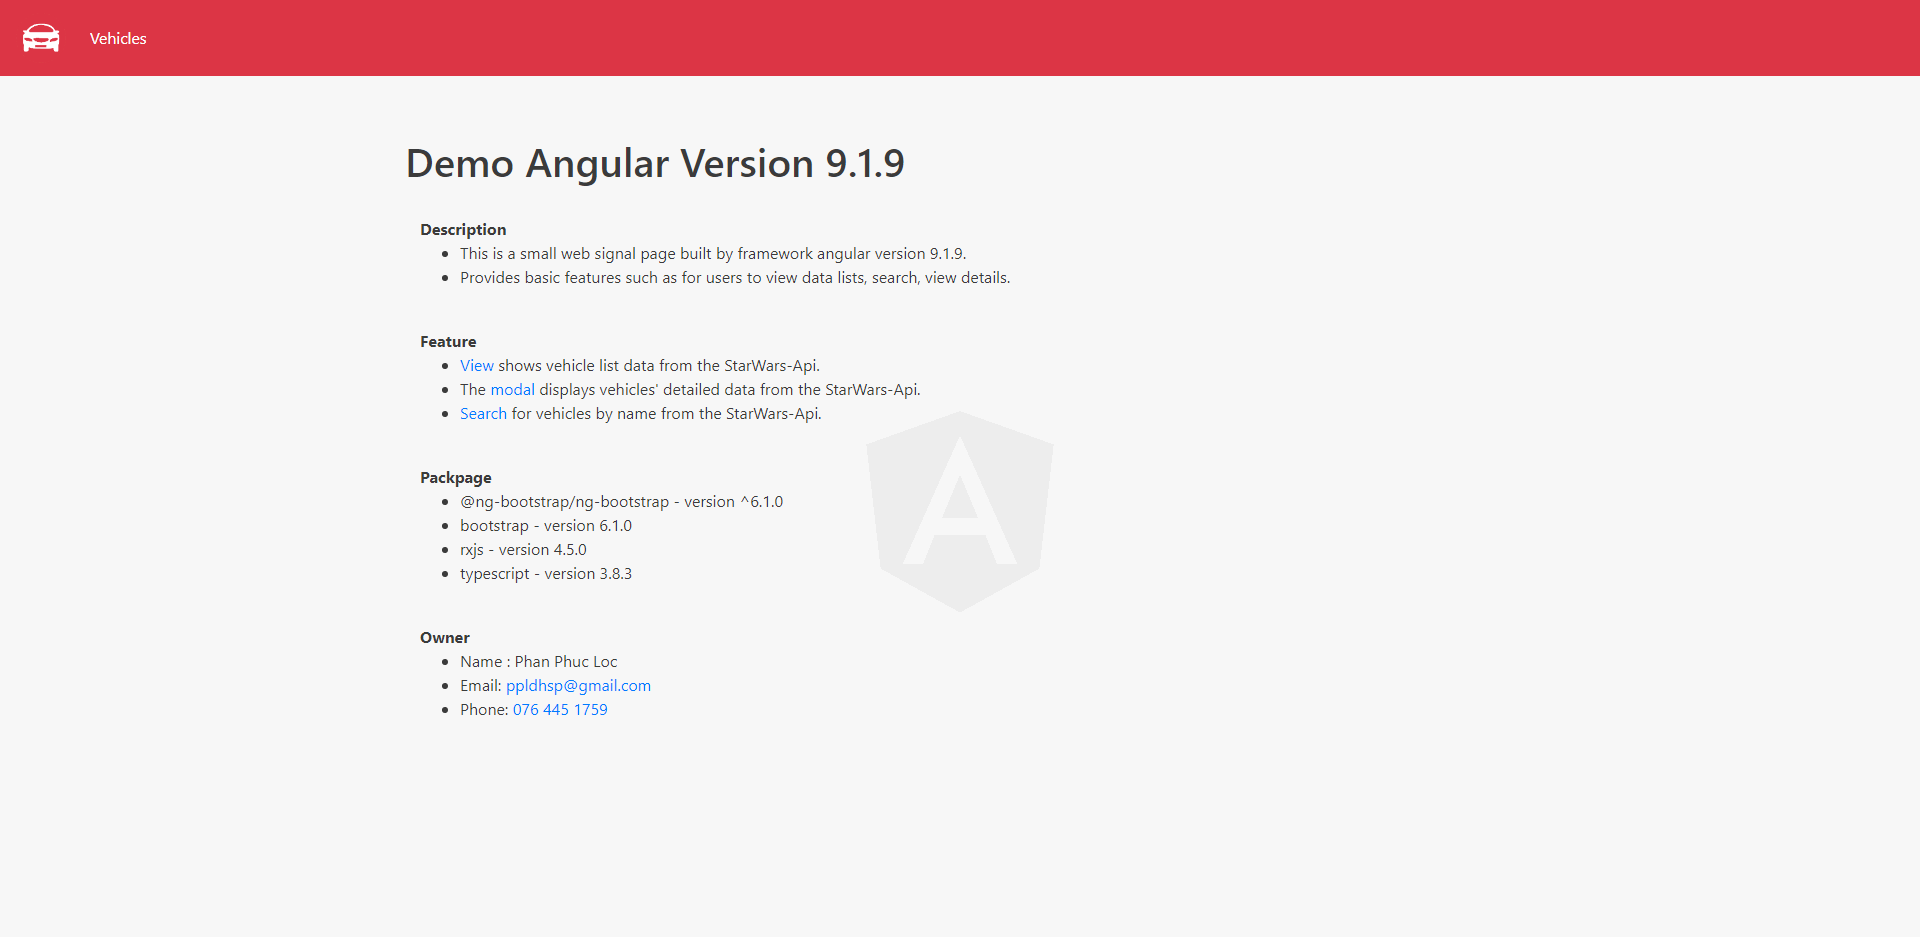 Vehicles
Demo Angular Version 9.1.9
Description
This is a small web signal page built by framework angular version 9.1.9.
Provides basic features such as for users to view data lists, search, view details.
Feature
View shows vehicle list data from the StarWars-Api.
The modal displays vehicles' detailed data from the StarWars-Api.
Search for vehicles by name from the StarWars-Api.
Packpage
@ng-bootstrap/ng-bootstrap - version ^6.1.0
bootstrap - version 6.1.0
rxjs - version 4.5.0
typescript - version 3.8.3
Owner
Name : Phan Phuc Loc
Email: ppldhsp@gmail.com
Phone: 076 445 1759
A